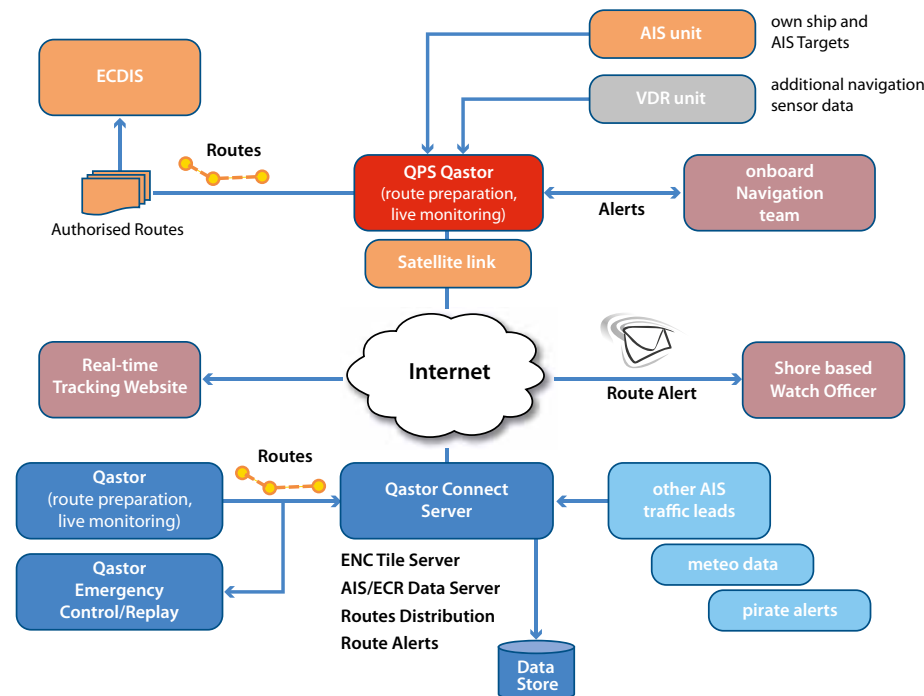 AIS unit
own ship and
AIS Targets
ECDIS
VDR unit
additional navigation
sensor data
Routes
QPS Qastor
(route preparation,
live monitoring)
onboard
Navigation
team
Alerts
Authorised Routes
Satellite link
Internet
Real-time
Tracking Website
Route Alert
Shore based
Watch Officer
Routes
Qastor
(route preparation,
live monitoring)
Qastor Connect
Server
other AIS
traffic leads
Qastor
Emergency
Control/Replay
ENC Tile Server
AIS/ECR Data Server
Routes Distribution
Route Alerts
meteo data
pirate alerts
Data
Store